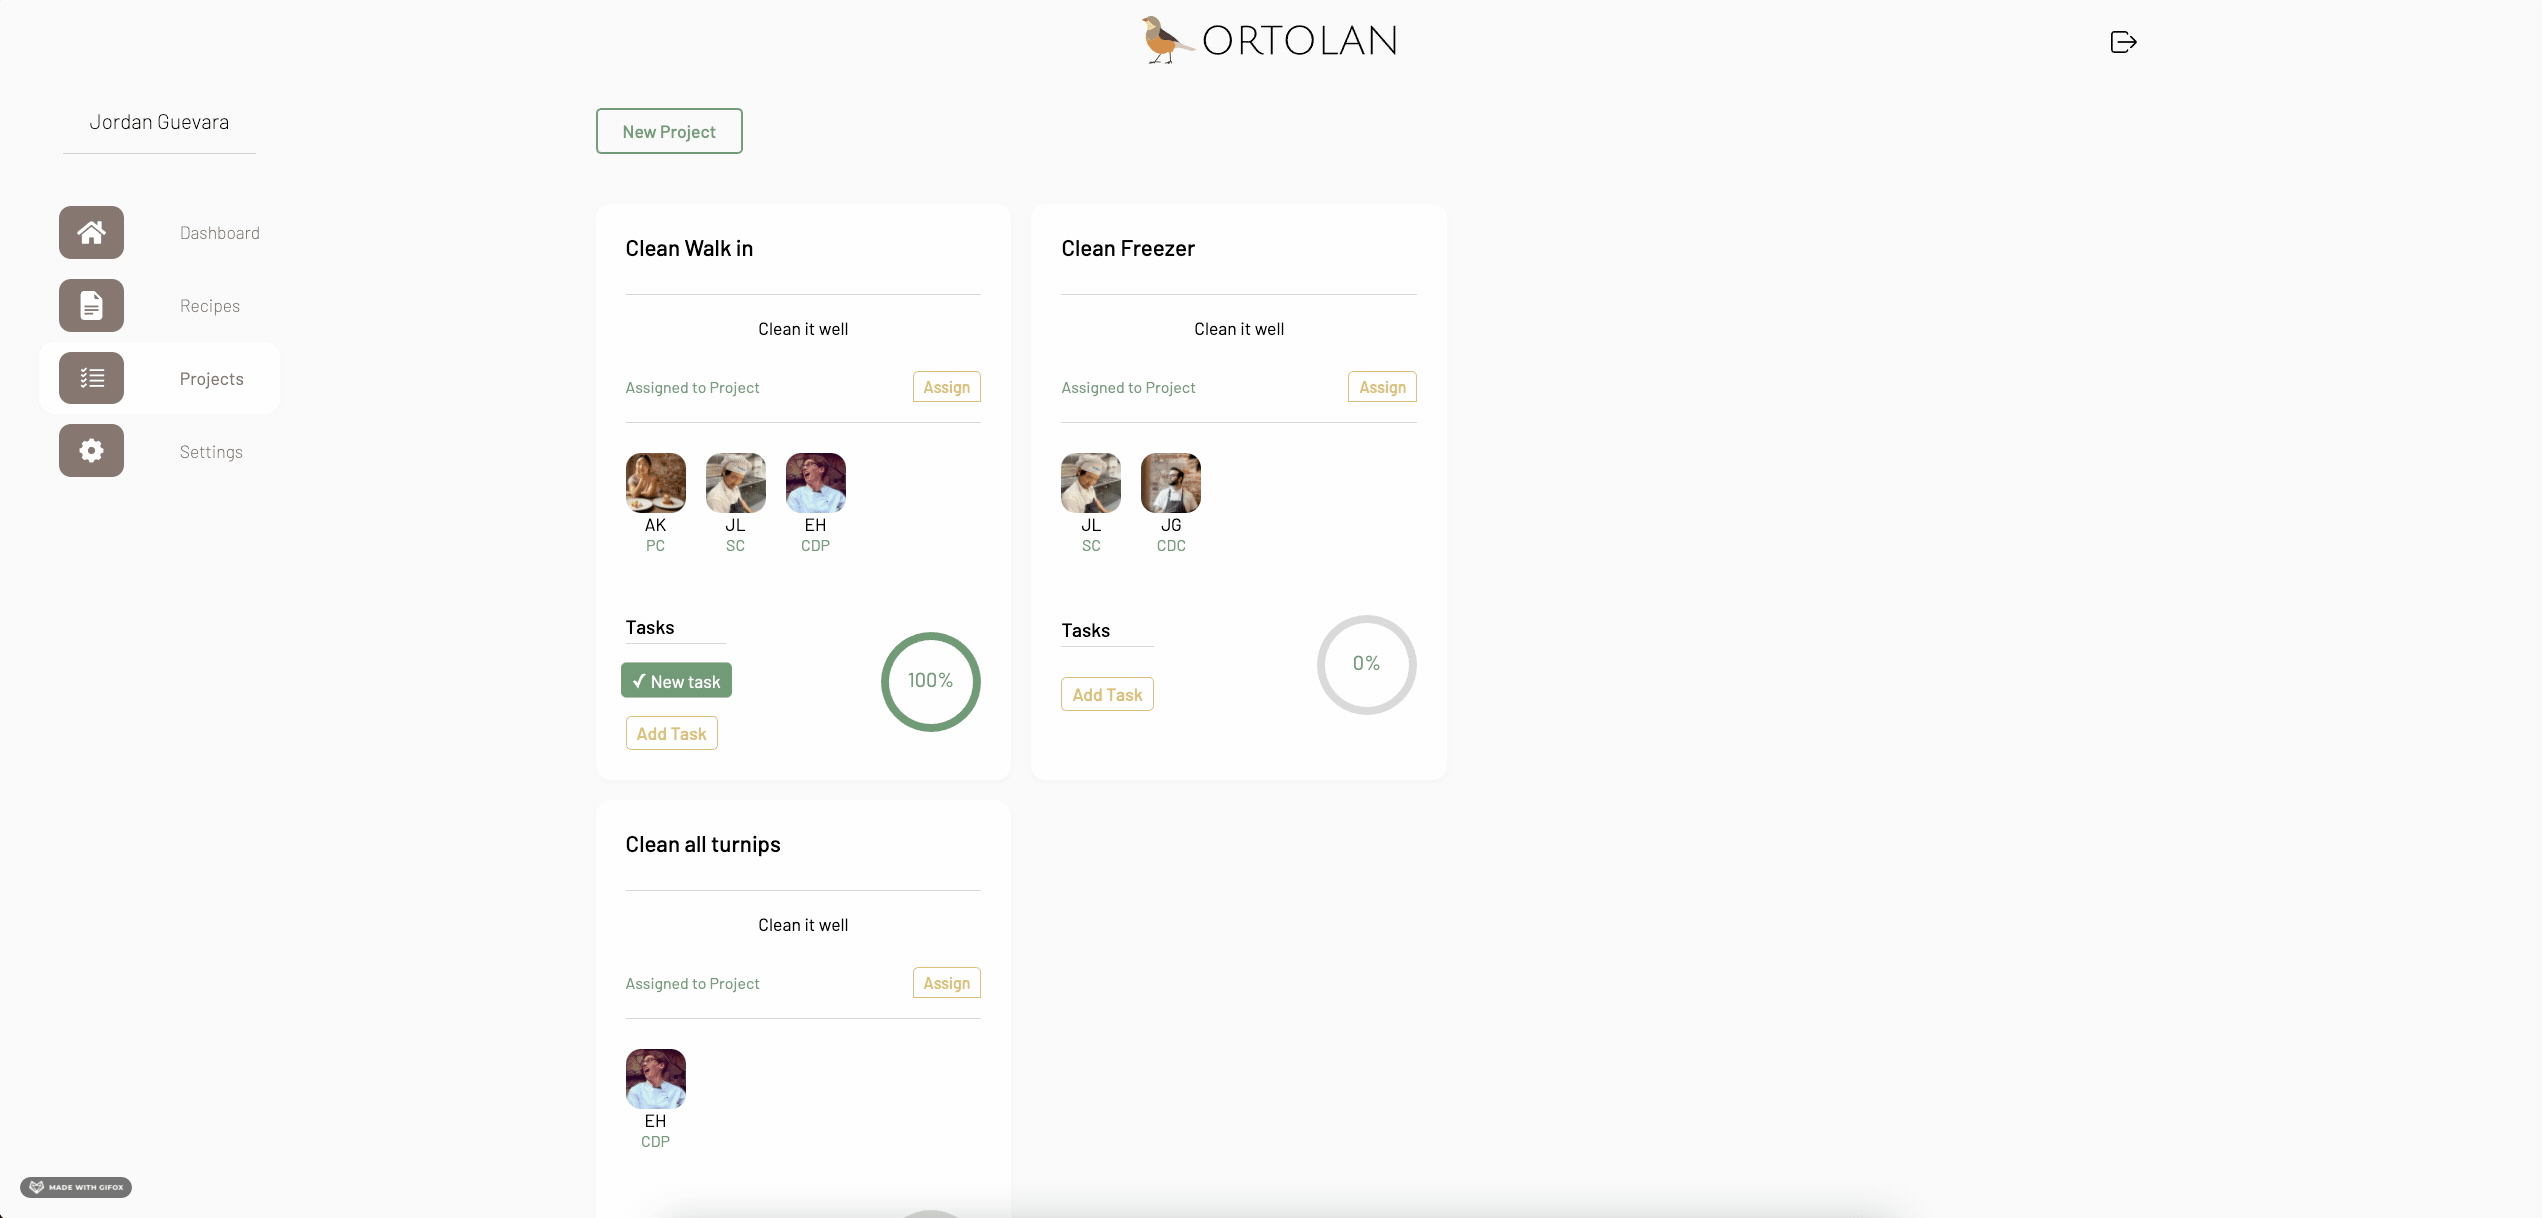 ORTOLAN
Jordan Guevara
Dashboard
Recipes
Projects
Settings
New Project
Clean Walk in
Clean it well
Assigned to Project
Assign
AK
PC
JL
SC
EH
CDP
Tasks
✓ New task
Add Task
100%
Clean Freezer
Clean it well
Assigned to Project
Assign
JL
SC
JG
CDC
Tasks
Add Task
0%
Clean all turnips
Clean it well
Assigned to Project
Assign
EH
CDP
MADE WITH GIFOX